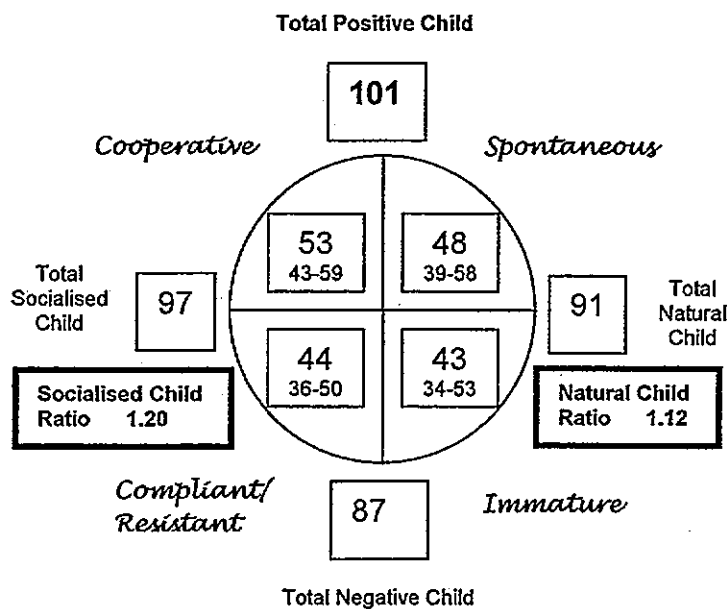 Total Positive Child
101
Cooperative
Spontaneous
53
43-59
48
39-58
Total
Socialised
Child
97
91
Total
Natural
Child
44
36-50
43
34-53
Socialised Child
Ratio 1.20
Natural Child
Ratio 1.12
Compliant/
Resistant
87
Immature
Total Negative Child